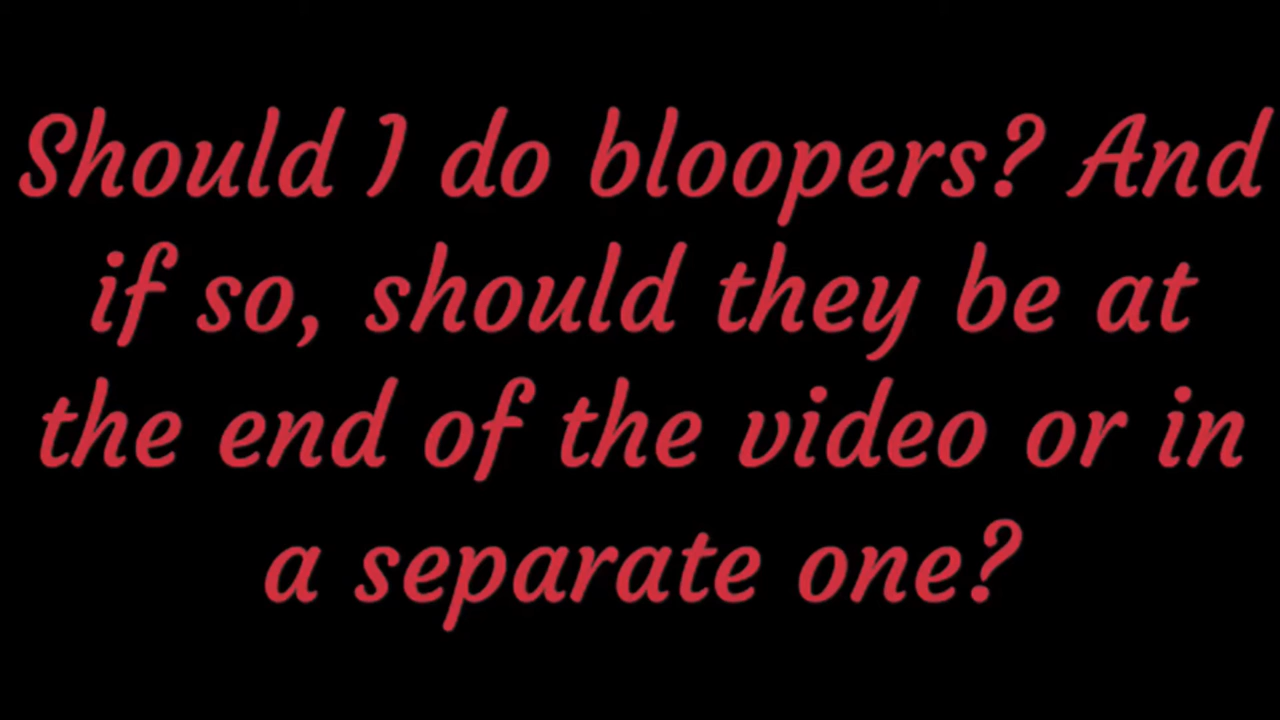 Should I do bloopers? And
if so, should they be at
the end of the video or in
a separate one?